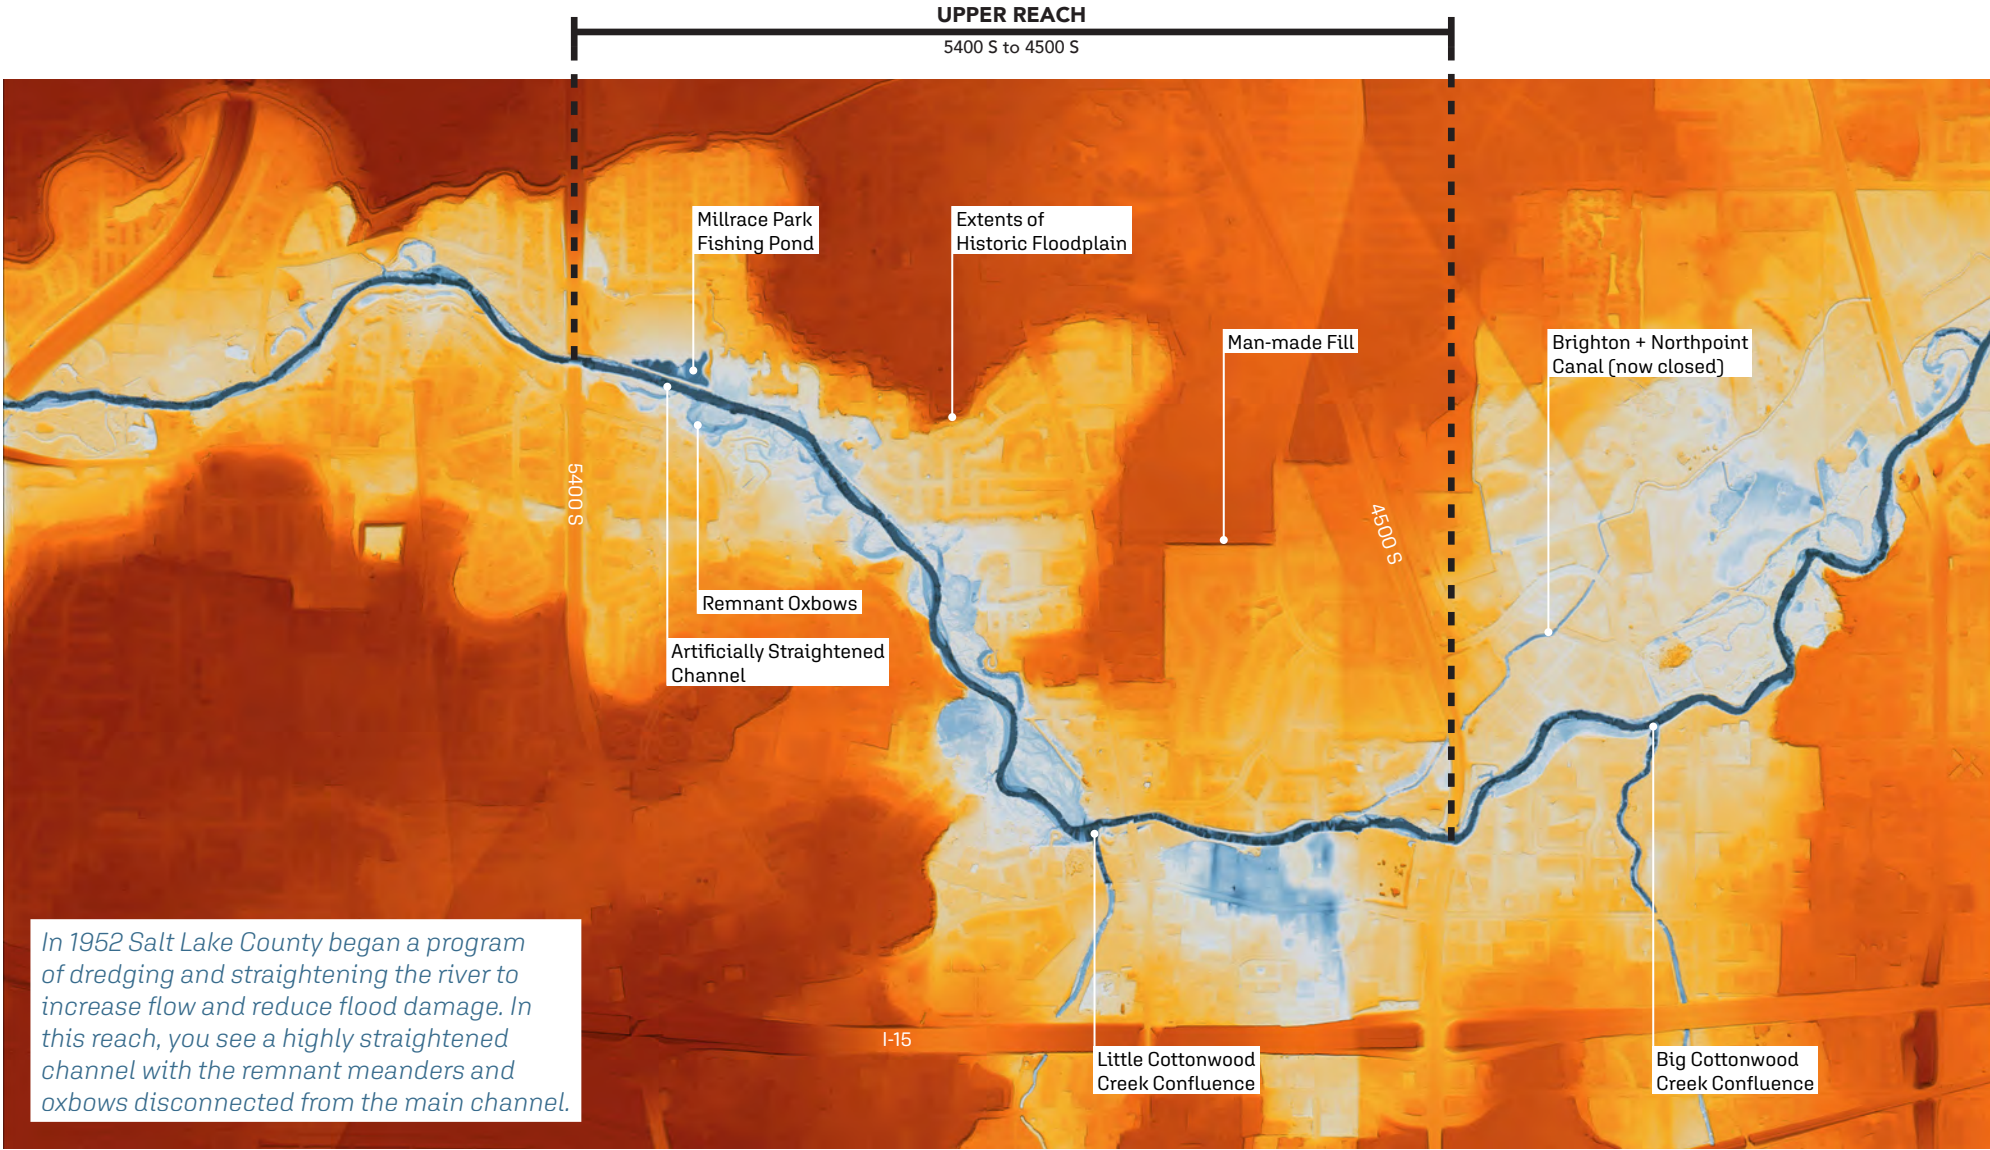 UPPER REACH
5400 S to 4500 S
Millrace Park
Fishing Pond
Extents of
Historic Floodplain
Man-made Fill
Brighton + Northpoint
Canal (now closed)
5400 S
4500 S
Remnant Oxbows
Artificially Straightened
Channel
In 1952 Salt Lake County began a program
of dredging and straightening the river to
increase flow and reduce flood damage. In
this reach, you see a highly straightened
channel with the remnant meanders and
oxbows disconnected from the main channel.
I-15
Little Cottonwood
Creek Confluence
Big Cottonwood
Creek Confluence